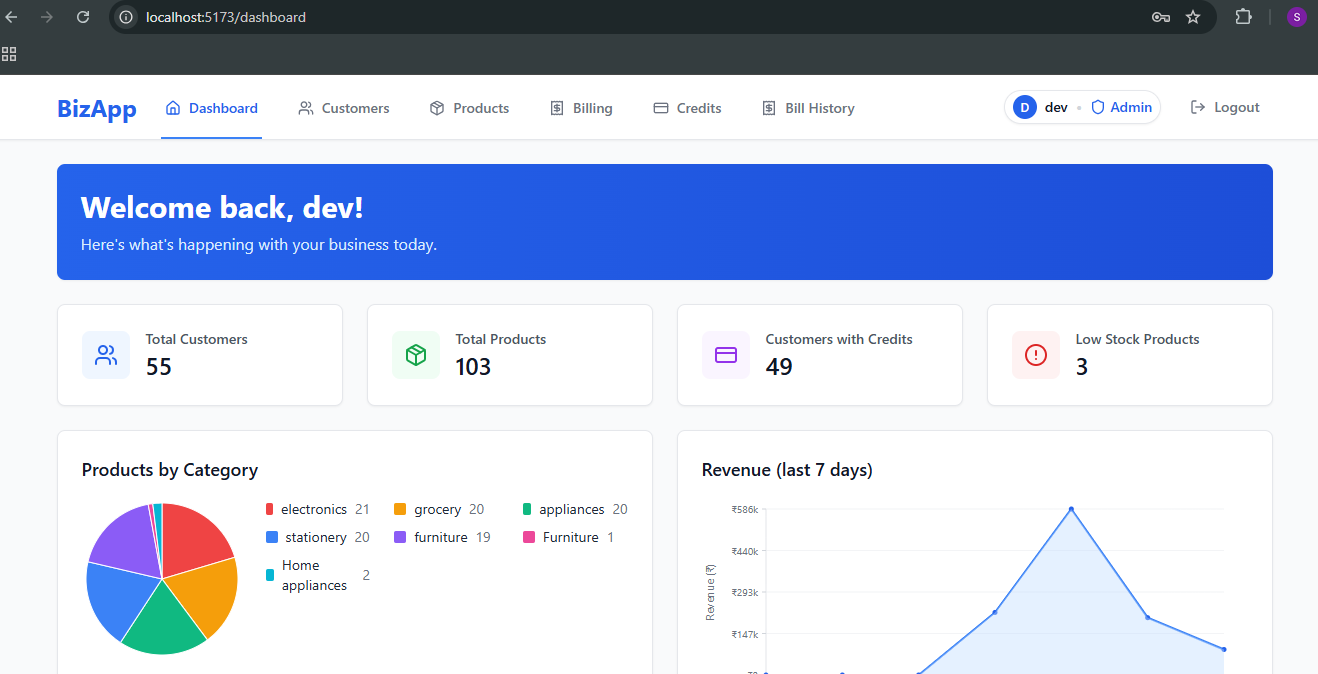 localhost:5173/dashboard
S
BizApp
Dashboard
Customers
Products
Billing
Credits
Bill History
D
dev
Admin
Logout
Welcome back, dev!
Here's what's happening with your business today.
Total Customers
55
Total Products
103
Customers with Credits
49
Low Stock Products
3
Products by Category
electronics 21
grocery 20
appliances 20
stationery 20
furniture 19
Furniture 1
Home
appliances 2
Revenue (last 7 days)
₹586k
₹440k
₹293k
₹147k
Revenue (₹)